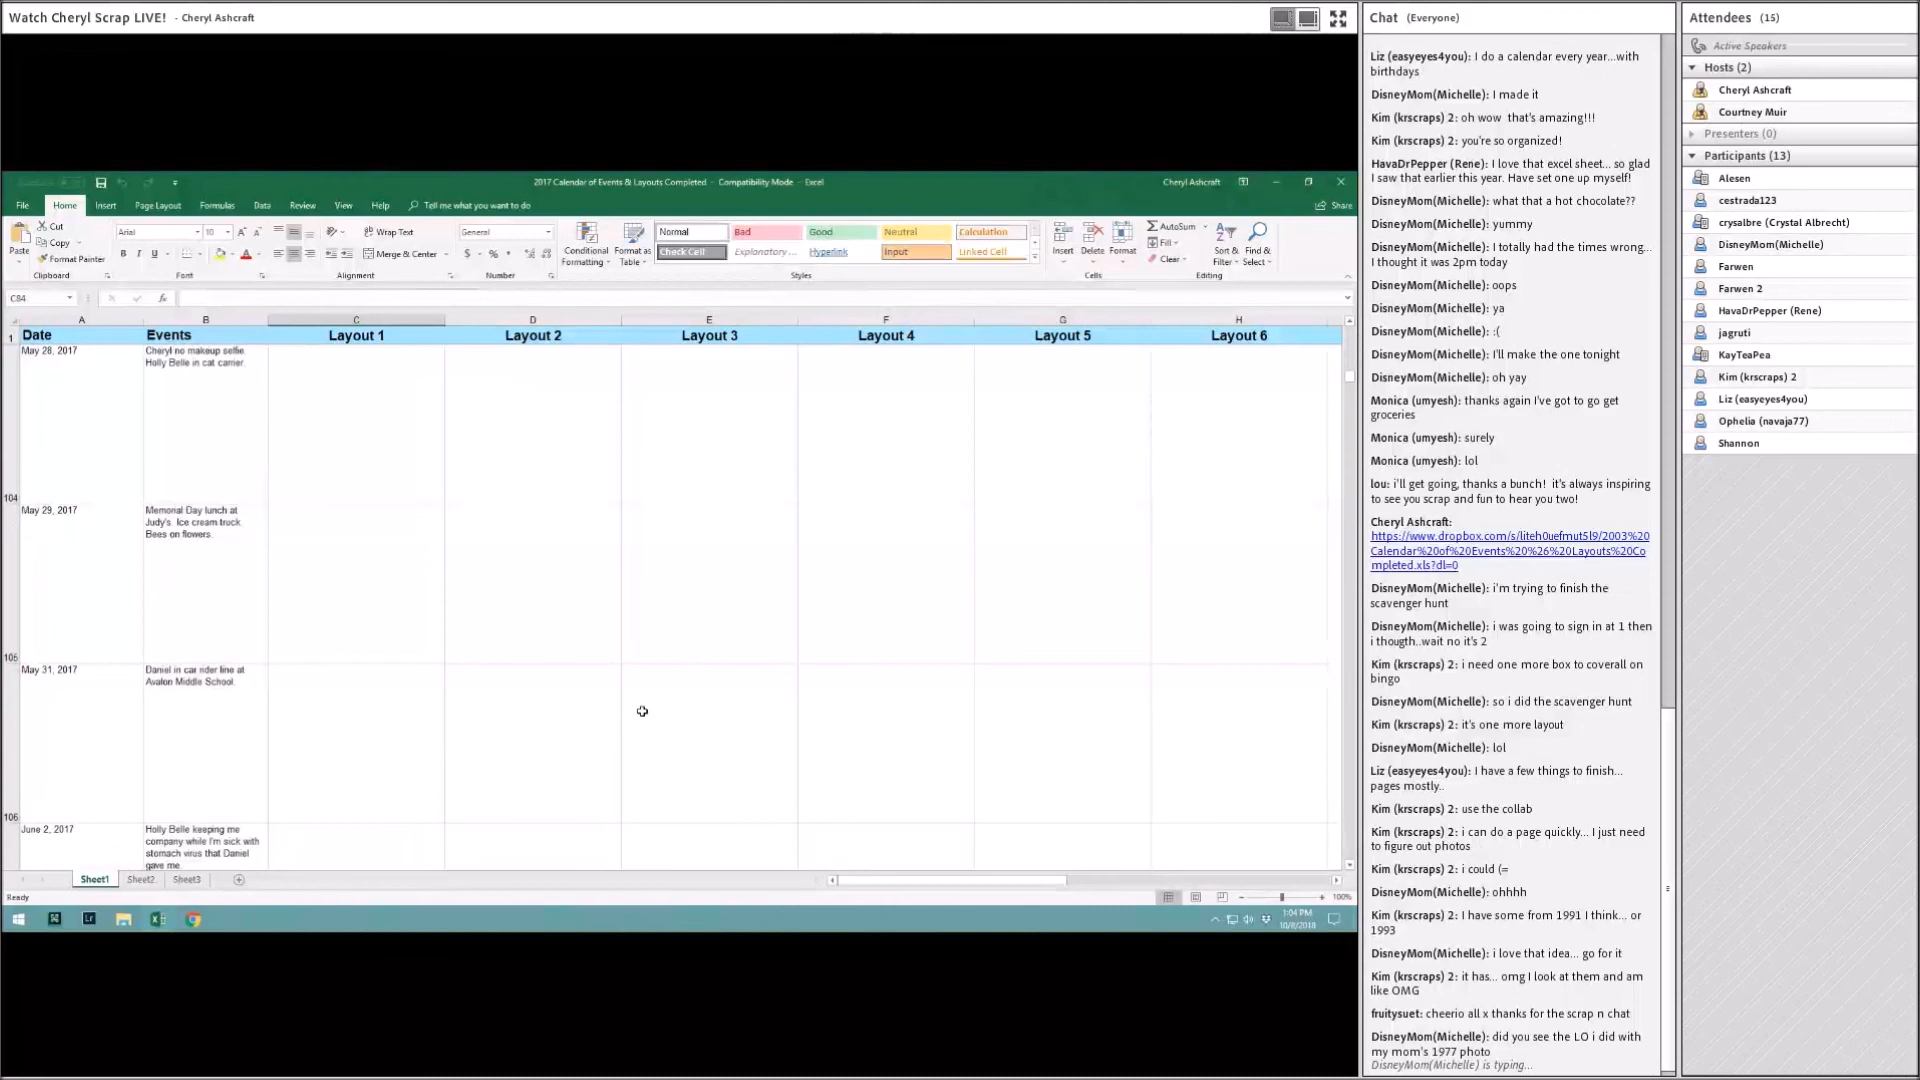 Watch Cheryl Scrap LIVE! - Cheryl Ashcraft
2017 Calendar of Events & Layouts Completed - Compatibility Mode - Excel
Cheryl Ashcraft
File Home Insert Page Layout Formulas Data Review View Help Tell me what you want to do
Share
Paste
Cut
Copy
Format Painter
Clipboard
Arial 10
B I U
Font
Wrap Text
Merge & Center
Alignment
General
$ % ,
Number
Conditional Formatting
Format as Table
Normal Bad Good Neutral Calculation
Check Cell Explanatory... Hyperlink Input Linked Cell
Styles
Insert Delete Format
Cells
AutoSum
Fill
Clear
Sort & Filter
Find & Select
Editing
C84
fx
A B C D E F G H
1 Date Events Layout 1 Layout 2 Layout 3 Layout 4 Layout 5 Layout 6
May 28, 2017
Cheryl no makeup selfie.
Holly Belle in cat carrier.
104
May 29, 2017
Memorial Day lunch at
Judy's. Ice cream truck.
Bees on flowers.
105
May 31, 2017
Daniel in car rider line at
Avalon Middle School.
106
June 2, 2017
Holly Belle keeping me
company while I'm sick with
stomach virus that Daniel
gave me.
Sheet1 Sheet2 Sheet3
Ready
100%
1:04 PM
10/8/2018
Chat (Everyone)
Liz (easyeyes4you): I do a calendar every year...with
birthdays
DisneyMom(Michelle): I made it
Kim (krscraps) 2: oh wow that's amazing!!!
Kim (krscraps) 2: you're so organized!
HavaDrPepper (Rene): I love that excel sheet... so glad
I saw that earlier this year. Have set one up myself!
DisneyMom(Michelle): what that a hot chocolate??
DisneyMom(Michelle): yummy
DisneyMom(Michelle): I totally had the times wrong...
I thought it was 2pm today
DisneyMom(Michelle): oops
DisneyMom(Michelle): ya
DisneyMom(Michelle): :(
DisneyMom(Michelle): I'll make the one tonight
DisneyMom(Michelle): oh yay
Monica (umyesh): thanks again I've got to go get
groceries
Monica (umyesh): surely
Monica (umyesh): lol
lou: i'll get going, thanks a bunch! it's always inspiring
to see you scrap and fun to hear you two!
Cheryl Ashcraft:
https://www.dropbox.com/s/liteh0uefmut5l9/2003%20
Calendar%20of%20Events%20%26%20Layouts%20Co
mpleted.xls?dl=0
DisneyMom(Michelle): i'm trying to finish the
scavenger hunt
DisneyMom(Michelle): i was going to sign in at 1 then
i thougth..wait no it's 2
Kim (krscraps) 2: i need one more box to coverall on
bingo
DisneyMom(Michelle): so i did the scavenger hunt
Kim (krscraps) 2: it's one more layout
DisneyMom(Michelle): lol
Liz (easyeyes4you): I have a few things to finish...
pages mostly..
Kim (krscraps) 2: use the collab
Kim (krscraps) 2: i can do a page quickly... I just need
to figure out photos
Kim (krscraps) 2: i could (=
DisneyMom(Michelle): ohhhh
Kim (krscraps) 2: I have some from 1991 I think... or
1993
DisneyMom(Michelle): i love that idea... go for it
Kim (krscraps) 2: it has... omg I look at them and am
like OMG
fruitysuet: cheerio all x thanks for the scrap n chat
DisneyMom(Michelle): did you see the LO i did with
my mom's 1977 photo
DisneyMom(Michelle) is typing...
Attendees (15)
Active Speakers
Hosts (2)
Cheryl Ashcraft
Courtney Muir
Presenters (0)
Participants (13)
Alesen
cestrada123
crysalbre (Crystal Albrecht)
DisneyMom(Michelle)
Farwen
Farwen 2
HavaDrPepper (Rene)
jagruti
KayTeaPea
Kim (krscraps) 2
Liz (easyeyes4you)
Ophelia (navaja77)
Shannon